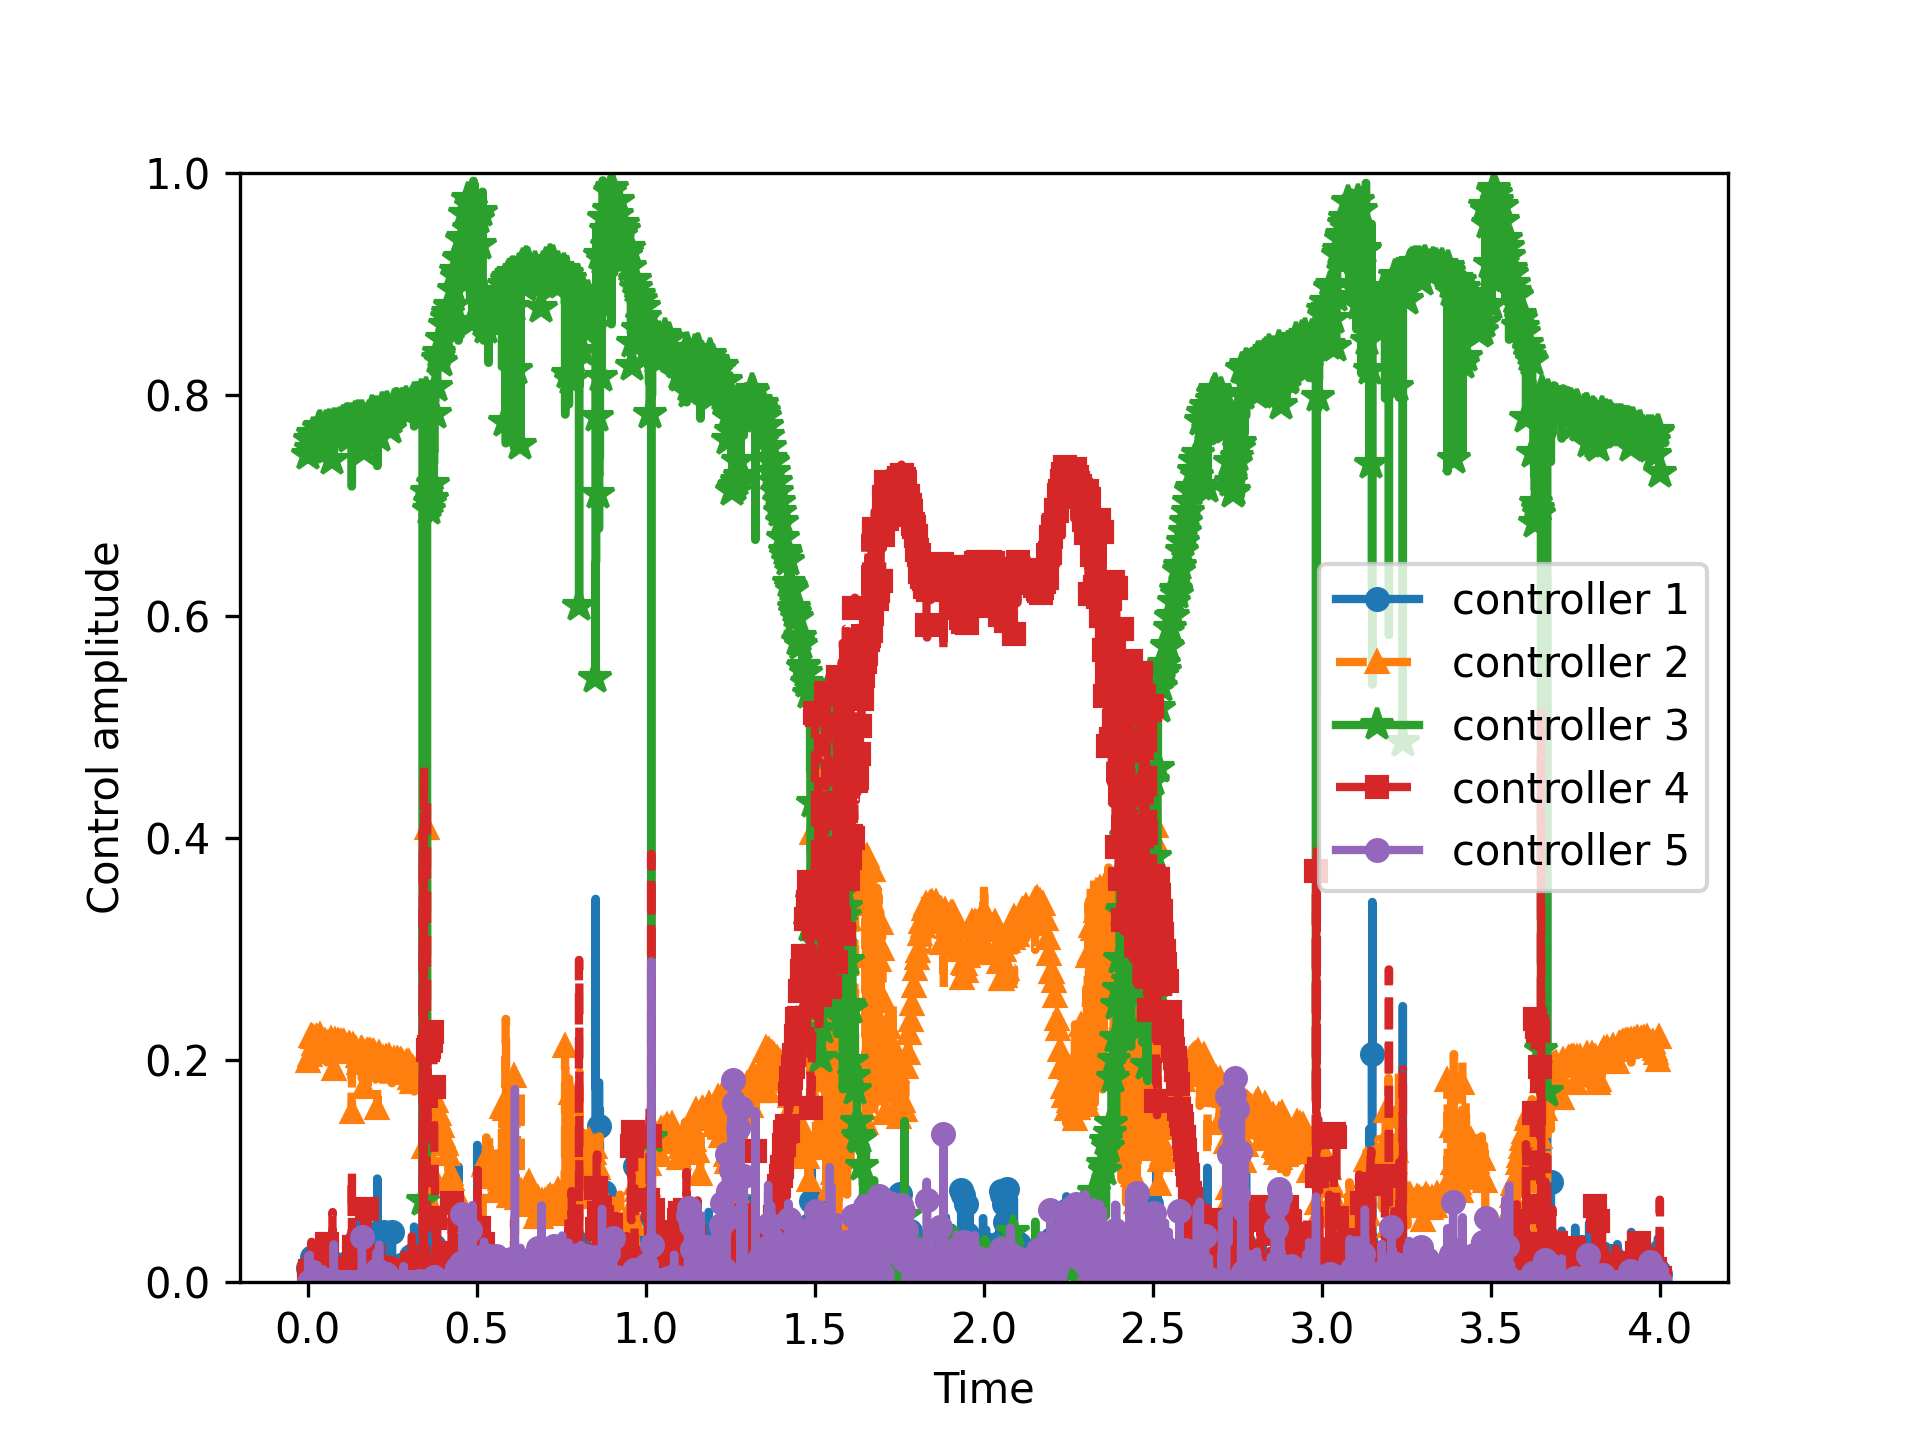 1.0
0.8
0.6
0.4
0.2
0.0
Control amplitude
controller 1
controller 2
controller 3
controller 4
controller 5
0.0 0.5 1.0 1.5 2.0 2.5 3.0 3.5 4.0
Time